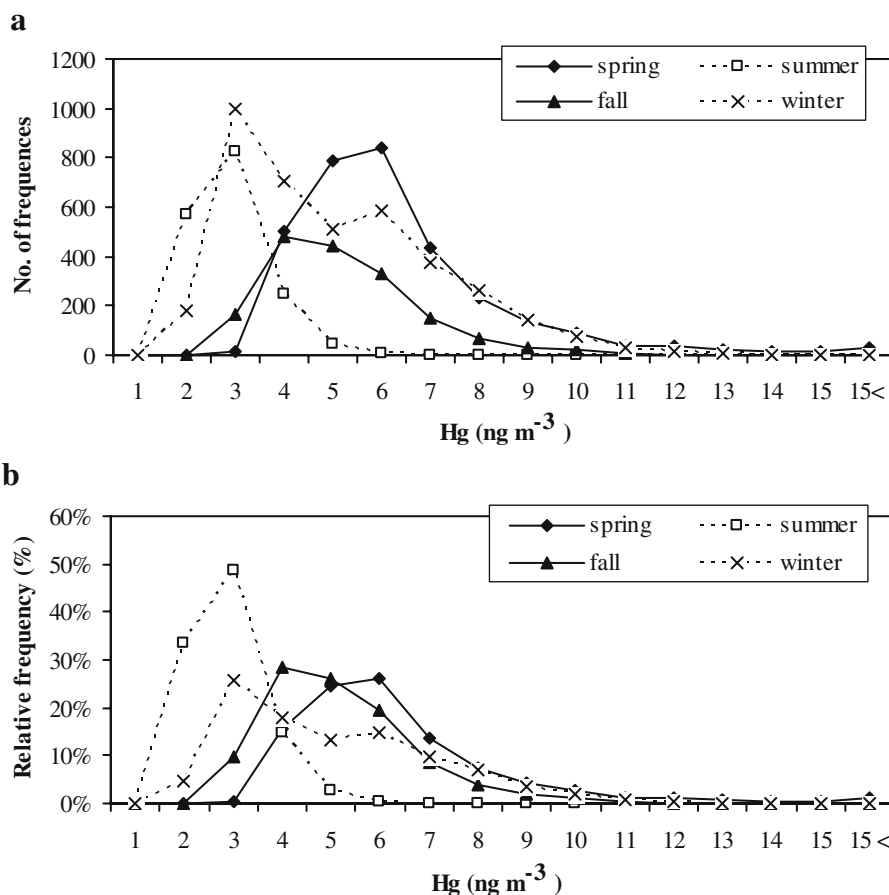 a
1200
1000
800
600
400
200
0
No. of frequences
spring
summer
fall
winter
1 2 3 4 5 6 7 8 9 10 11 12 13 14 15 15<
Hg (ng m-3 )
b
60%
50%
40%
30%
20%
10%
0%
Relative frequency (%)
spring
summer
fall
winter
1 2 3 4 5 6 7 8 9 10 11 12 13 14 15 15 <
Hg (ng m-3 )